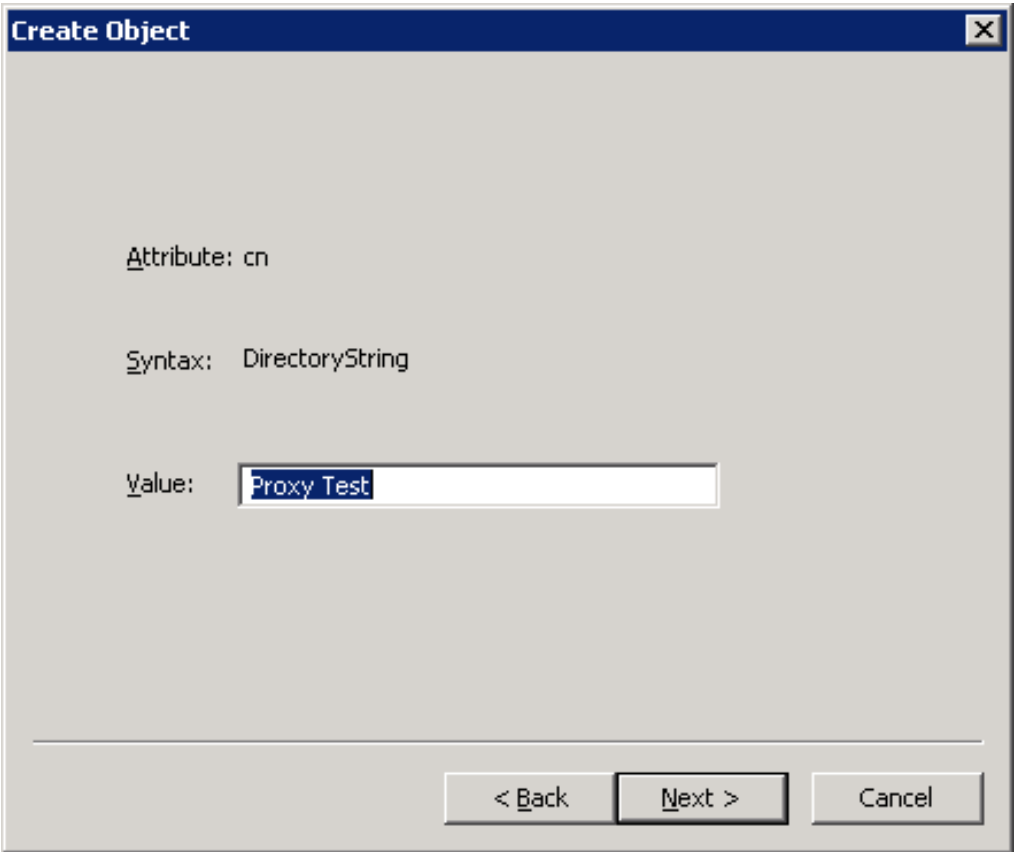 Create Object
Attribute: cn
Syntax: DirectoryString
Value: Proxy Test
< Back Next > Cancel